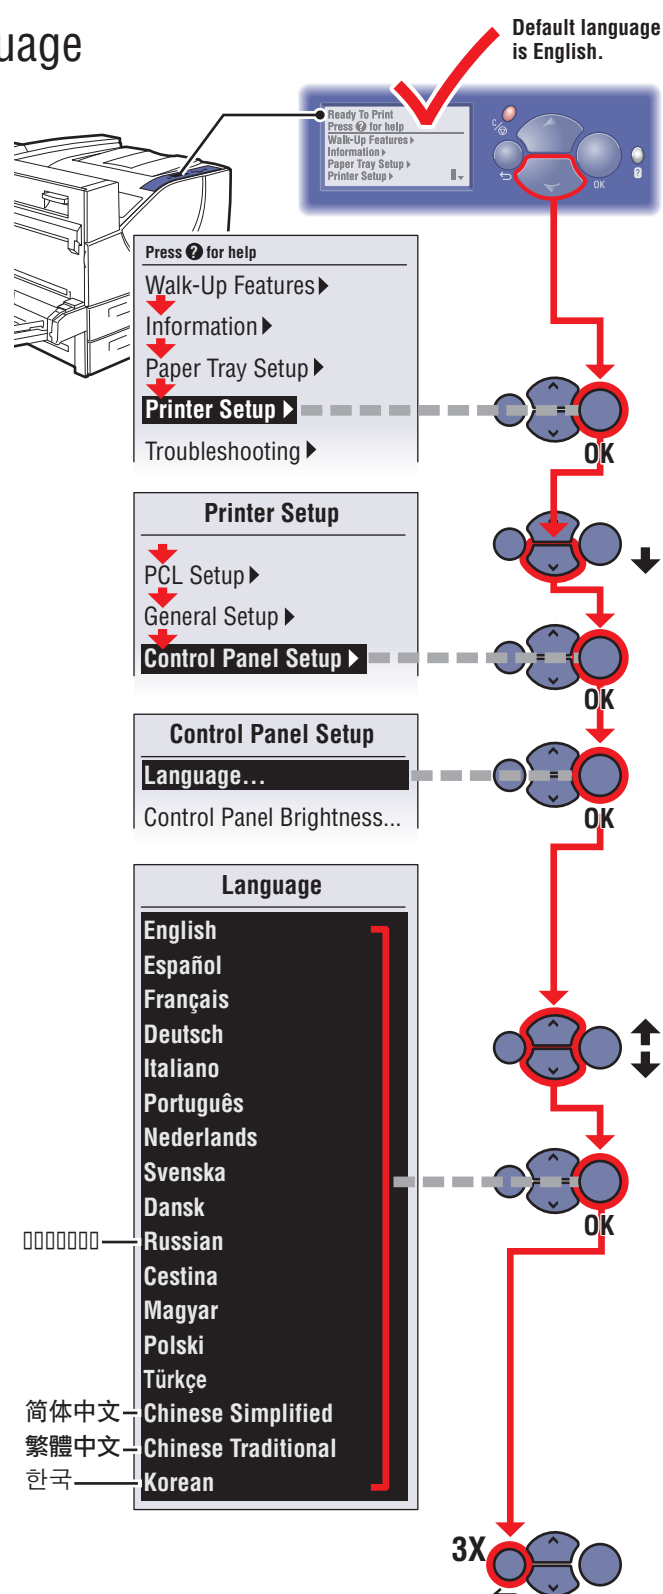 uage
Default language
is English.
Ready To Print
Press ? for help
Walk-Up Features
Information
Paper Tray Setup
Printer Setup
C/
OK
?
Press ? for help
Walk-Up Features
Information
Paper Tray Setup
Printer Setup
OK
Troubleshooting
Printer Setup
PCL Setup
General Setup
Control Panel Setup
OK
Control Panel Setup
Language...
Control Panel Brightness...
OK
Language
English
Español
Français
Deutsch
Italiano
Português
Nederlands
Svenska
Dansk
OK
Russian
Cestina
Magyar
Polski
Türkçe
简体中文 Chinese Simplified
繁體中文 Chinese Traditional
한국 Korean
3X